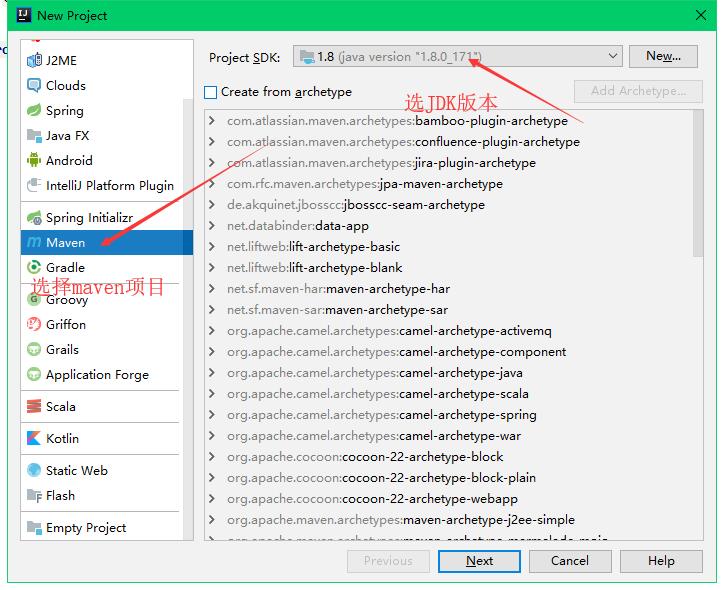 New Project
J2ME
Clouds
Spring
Java FX
Android
IntelliJ Platform Plugin
Spring Initializr
Maven
Gradle
选择maven项目
Groovy
Griffon
Grails
Application Forge
Scala
Kotlin
Static Web
Flash
Empty Project
Project SDK: 1.8 (java version "1.8.0_171") New...
Create from archetype Add Archetype...
选JDK版本
com.atlassian.maven.archetypes:bamboo-plugin-archetype
com.atlassian.maven.archetypes:confluence-plugin-archetype
com.atlassian.maven.archetypes:jira-plugin-archetype
com.rfc.maven.archetypes:jpa-maven-archetype
de.akquinet.jbosscc:jbosscc-seam-archetype
net.databinder:data-app
net.liftweb:lift-archetype-basic
net.liftweb:lift-archetype-blank
net.sf.maven-har:maven-archetype-har
net.sf.maven-sar:maven-archetype-sar
org.apache.camel.archetypes:camel-archetype-activemq
org.apache.camel.archetypes:camel-archetype-component
org.apache.camel.archetypes:camel-archetype-java
org.apache.camel.archetypes:camel-archetype-scala
org.apache.camel.archetypes:camel-archetype-spring
org.apache.camel.archetypes:camel-archetype-war
org.apache.cocoon:cocoon-22-archetype-block
org.apache.cocoon:cocoon-22-archetype-block-plain
org.apache.cocoon:cocoon-22-archetype-webapp
org.apache.maven.archetypes:maven-archetype-j2ee-simple
Previous Next Cancel Help